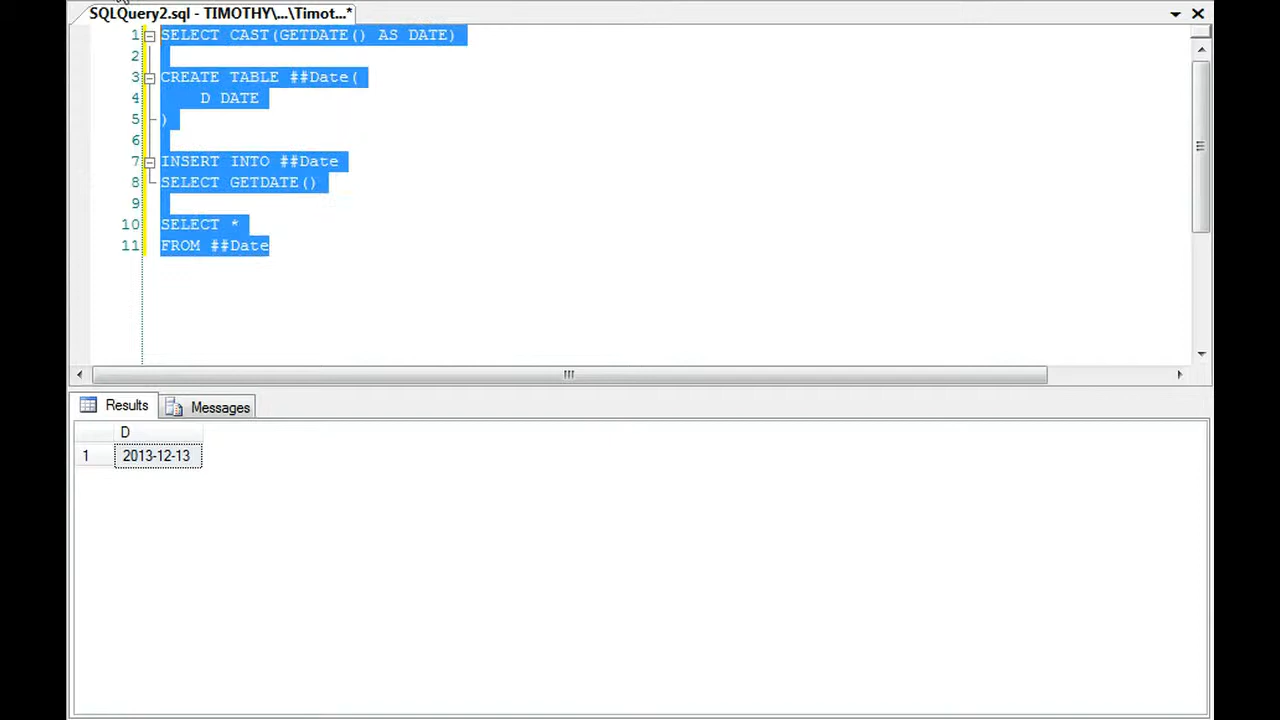 SQLQuery2.sql - TIMOTHY\...\Timot...*
1 SELECT CAST(GETDATE() AS DATE)
2
3 CREATE TABLE ##Date(
4 D DATE
5 )
6
7 INSERT INTO ##Date
8 SELECT GETDATE()
9
10 SELECT *
11 FROM ##Date
Results Messages
D
1 2013-12-13